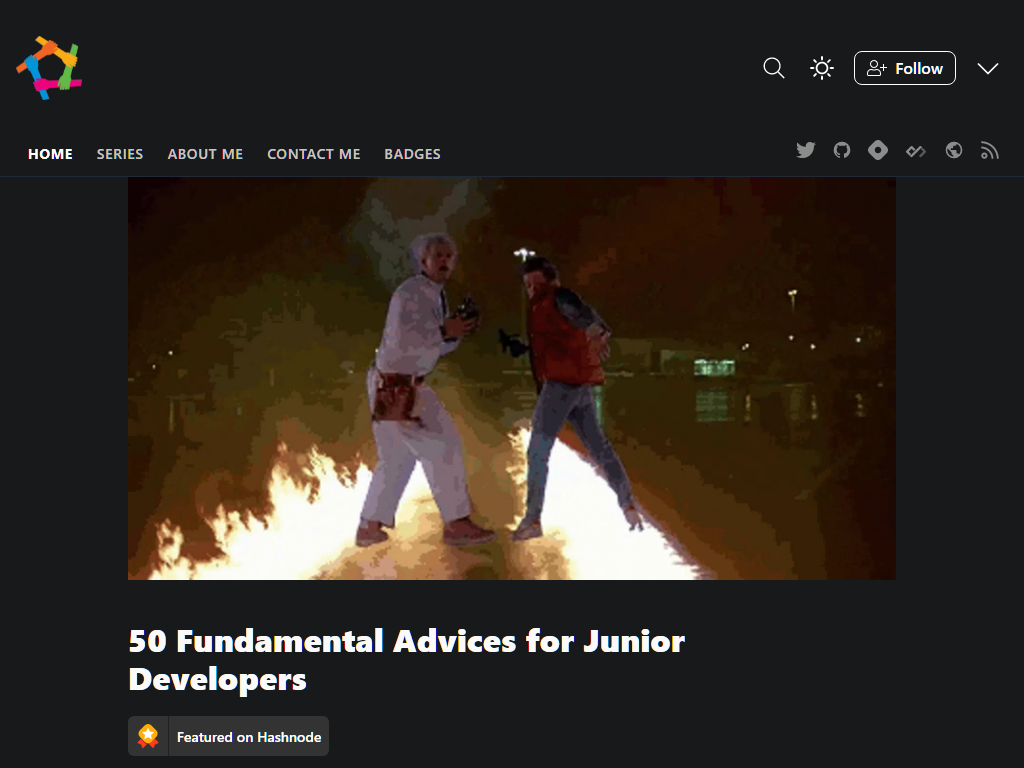 Follow
HOME SERIES ABOUT ME CONTACT ME BADGES
50 Fundamental Advices for Junior
Developers
Featured on Hashnode